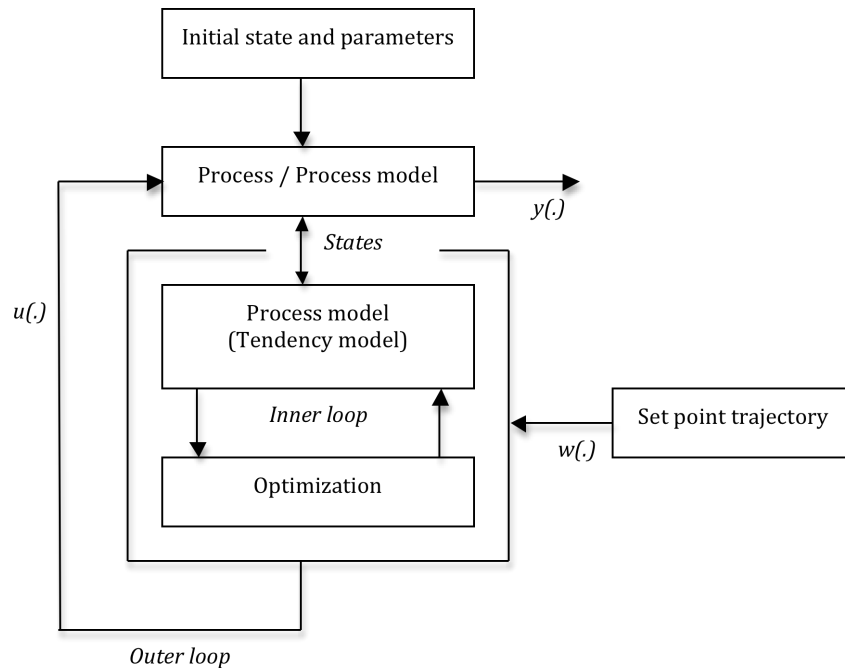 Initial state and parameters
Process / Process model
y(.)
States
u(.)
Process model
(Tendency model)
Inner loop
Set point trajectory
w(.)
Optimization
Outer loop